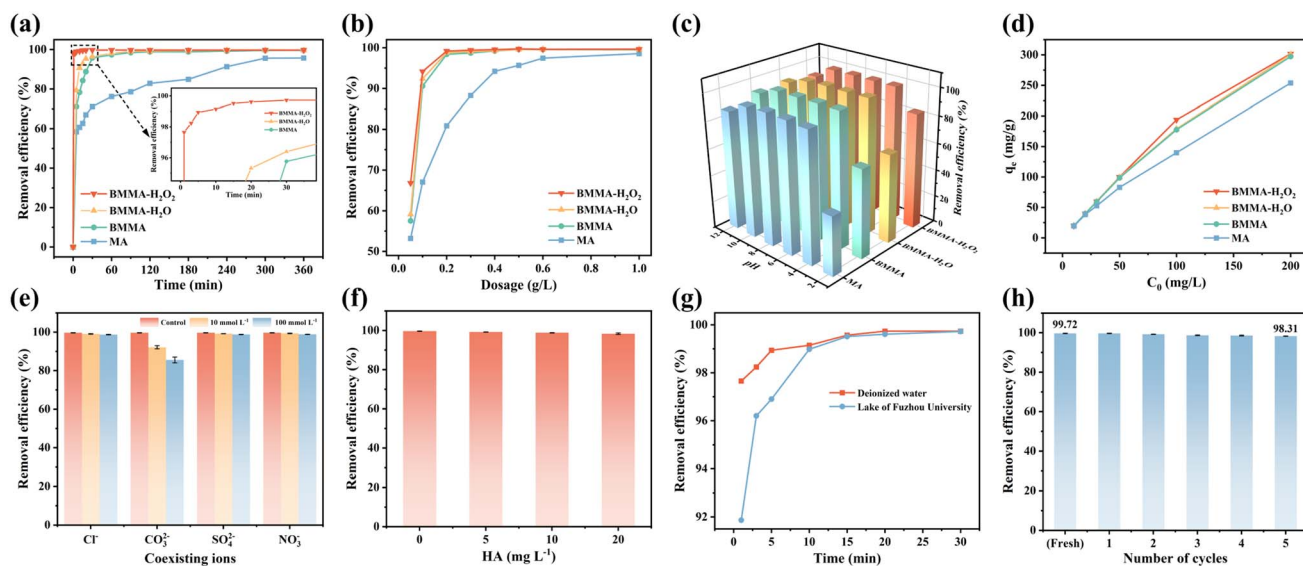 (a)
Removal efficiency (%)
100
80
60
40
20
0
100
98
96
0 10 20 30
Time (min)
BMMA-H₂O₂
BMMA-H₂O
BMMA
BMMA-H₂O₂
BMMA-H₂O
BMMA
MA
0 60 120 180 240 300 360
Time (min)
(b)
Removal efficiency (%)
100
90
80
70
60
50
BMMA-H₂O₂
BMMA-H₂O
BMMA
MA
0.0 0.2 0.4 0.6 0.8 1.0
Dosage (g/L)
(c)
100
80
60
40
20
0
Removal efficiency (%)
12
10
8
6
4
2
pH
MA
BMMA
BMMA-H₂O
BMMA-H₂O₂
(d)
qₑ (mg/g)
300
250
200
150
100
50
0
BMMA-H₂O₂
BMMA-H₂O
BMMA
MA
0 50 100 150 200
C₀ (mg/L)
(e)
Removal efficiency (%)
100
80
60
40
20
0
Control 10 mmol L⁻¹ 100 mmol L⁻¹
Cl⁻ CO₃²⁻ SO₄²⁻ NO₃⁻
Coexisting ions
(f)
Removal efficiency (%)
100
80
60
40
20
0
0 5 10 20
HA (mg L⁻¹)
(g)
Removal efficiency (%)
100
98
96
94
92
Deionized water
Lake of Fuzhou University
0 5 10 15 20 25 30
Time (min)
(h)
Removal efficiency (%)
100
80
60
40
20
0
99.72
98.31
(Fresh) 1 2 3 4 5
Number of cycles